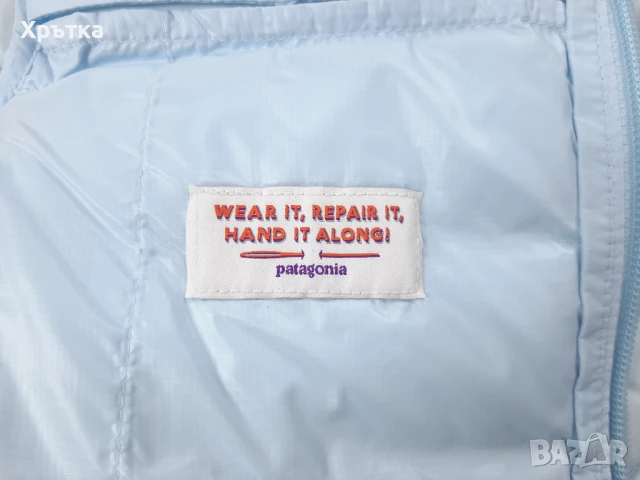 Хрътка
WEAR IT, REPAIR IT,
HAND IT ALONG!
patagonia
BAZAR